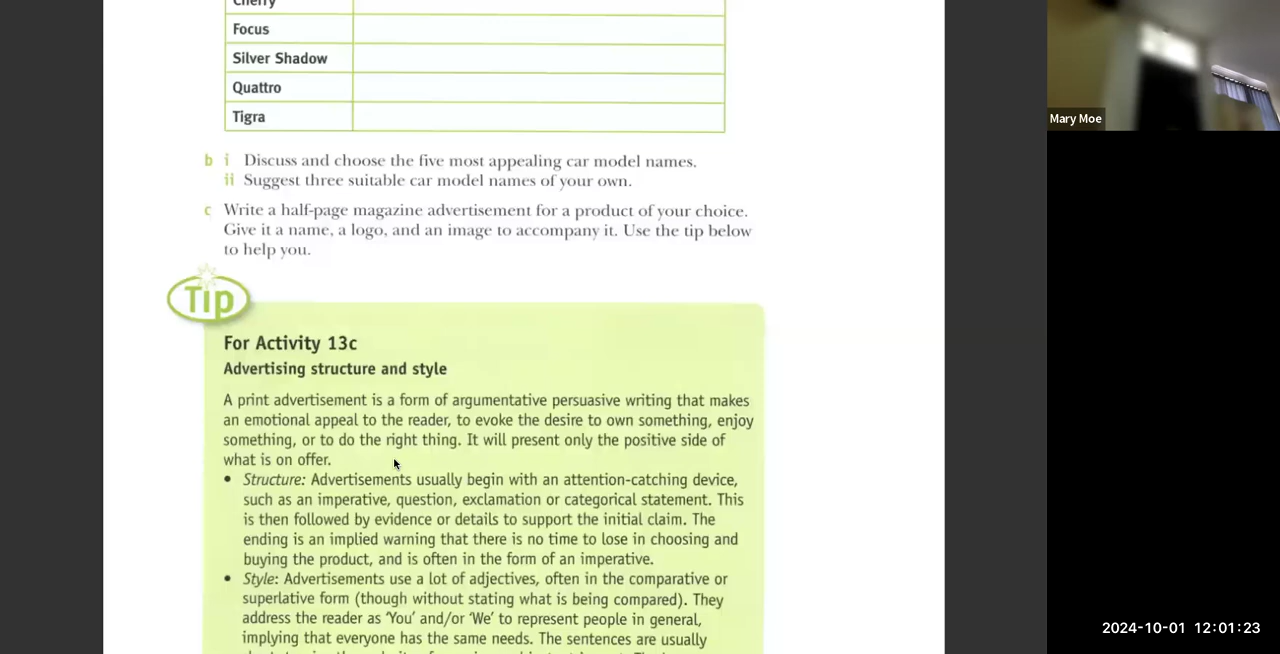 Cherry
Focus
Silver Shadow
Quattro
Tigra
b i Discuss and choose the five most appealing car model names.
ii Suggest three suitable car model names of your own.
c Write a half-page magazine advertisement for a product of your choice.
Give it a name, a logo, and an image to accompany it. Use the tip below
to help you.
Tip
For Activity 13c
Advertising structure and style
A print advertisement is a form of argumentative persuasive writing that makes
an emotional appeal to the reader, to evoke the desire to own something, enjoy
something, or to do the right thing. It will present only the positive side of
what is on offer.
• Structure: Advertisements usually begin with an attention-catching device,
such as an imperative, question, exclamation or categorical statement. This
is then followed by evidence or details to support the initial claim. The
ending is an implied warning that there is no time to lose in choosing and
buying the product, and is often in the form of an imperative.
• Style: Advertisements use a lot of adjectives, often in the comparative or
superlative form (though without stating what is being compared). They
address the reader as ‘You’ and/or ‘We’ to represent people in general,
implying that everyone has the same needs. The sentences are usually
Mary Moe
2024-10-01 12:01:23